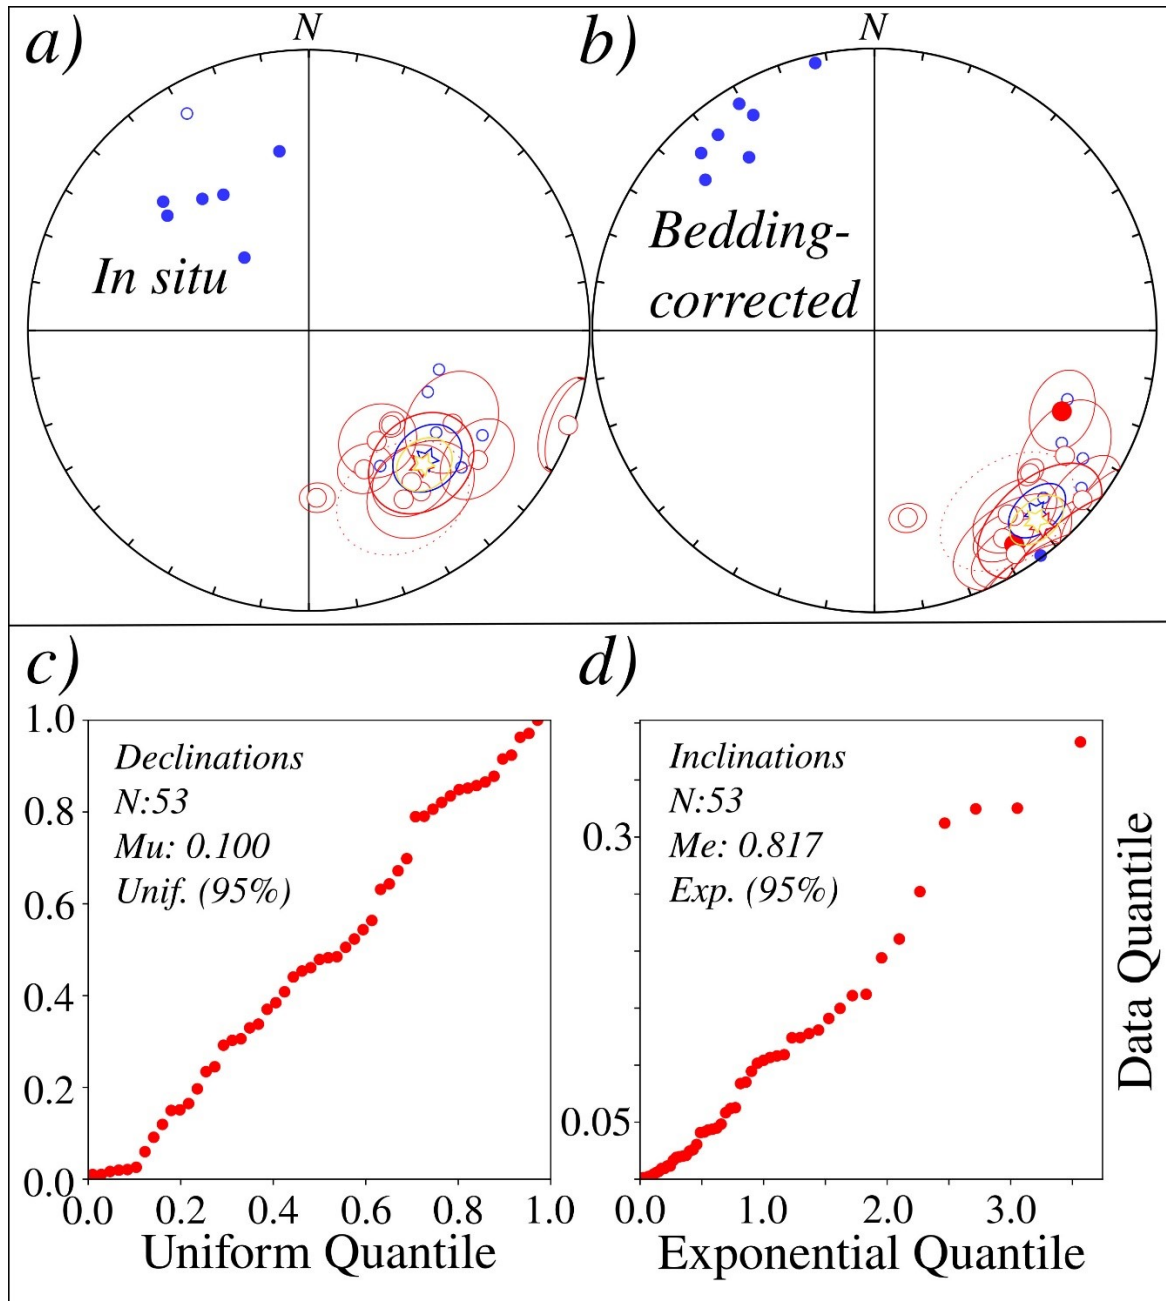 a)
N
In situ
b)
N
Bedding-
corrected
c)
1.0
0.8
0.6
0.4
0.2
0.0
Declinations
N:53
Mu: 0.100
Unif. (95%)
0.0 0.2 0.4 0.6 0.8 1.0
Uniform Quantile
d)
0.3
0.05
Inclinations
N:53
Me: 0.817
Exp. (95%)
0.0 1.0 2.0 3.0
Exponential Quantile
Data Quantile